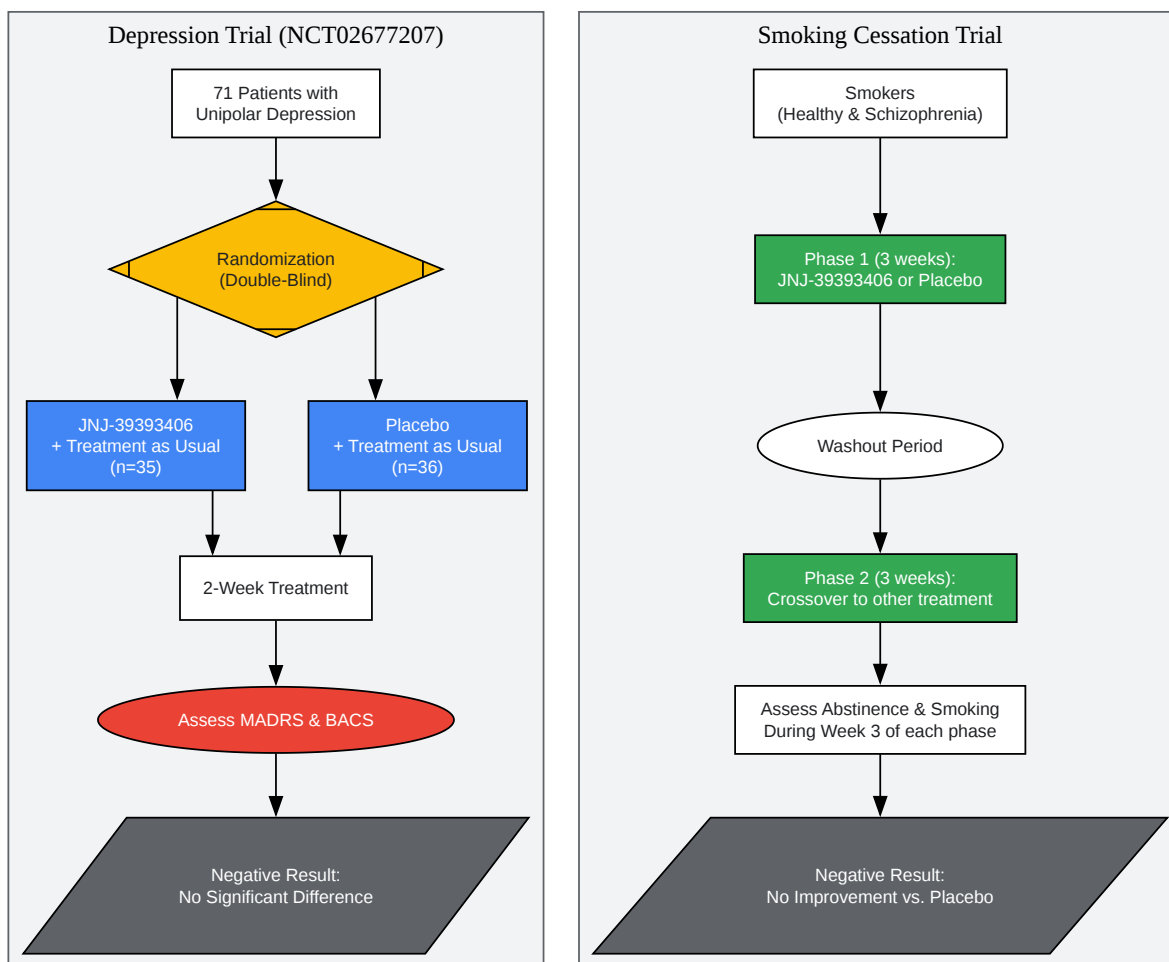 Depression Trial (NCT02677207)
71 Patients with
Unipolar Depression
Randomization
(Double-Blind)
JNJ-39393406
+ Treatment as Usual
(n=35)
Placebo
+ Treatment as Usual
(n=36)
2-Week Treatment
Assess MADRS & BACS
Negative Result:
No Significant Difference
Smoking Cessation Trial
Smokers
(Healthy & Schizophrenia)
Phase 1 (3 weeks):
JNJ-39393406 or Placebo
Washout Period
Phase 2 (3 weeks):
Crossover to other treatment
Assess Abstinence & Smoking
During Week 3 of each phase
Negative Result:
No Improvement vs. Placebo